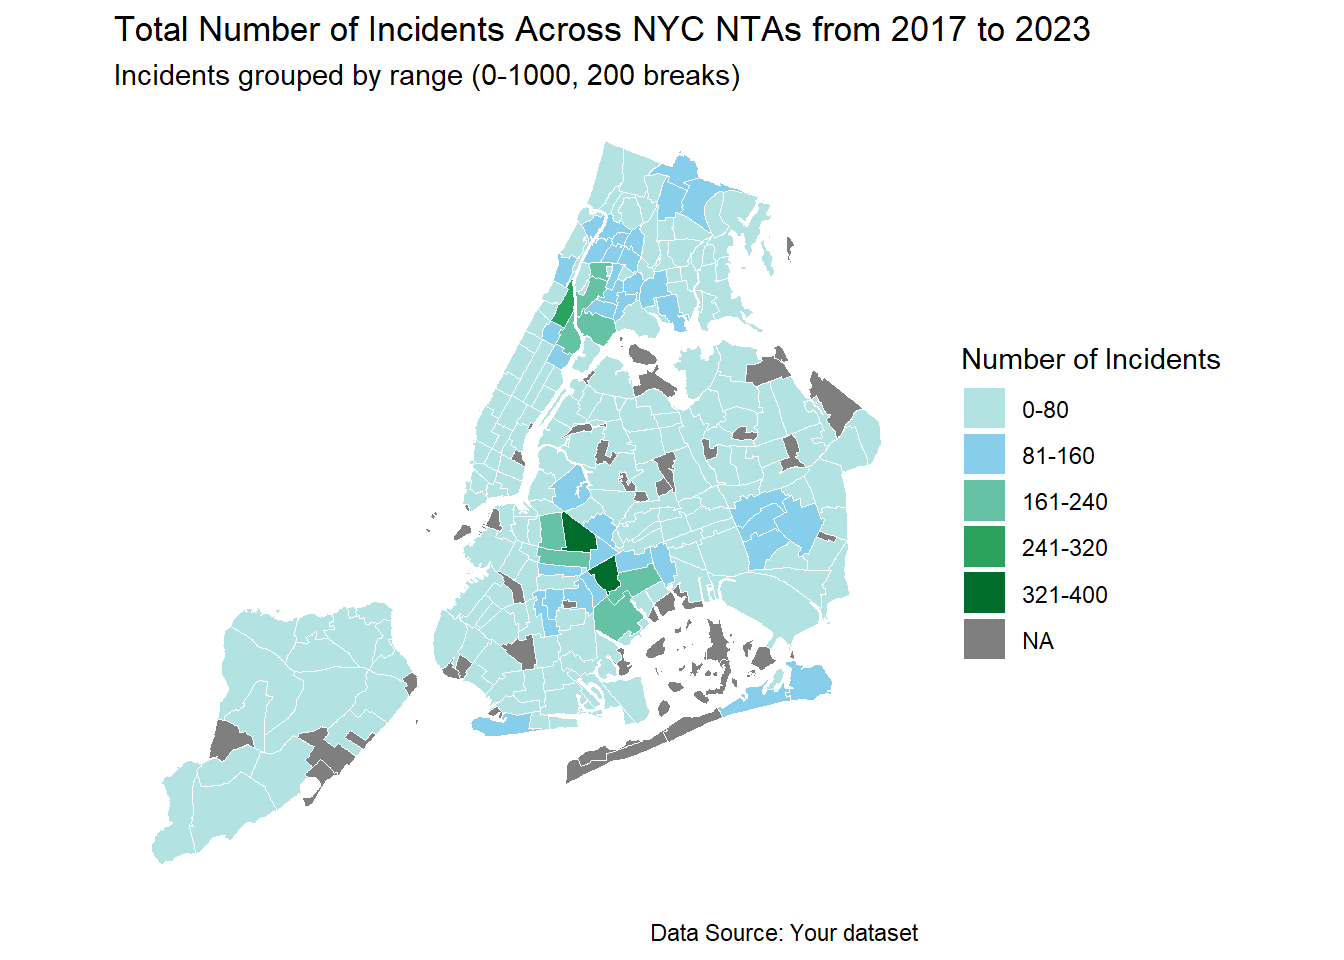 Total Number of Incidents Across NYC NTAs from 2017 to 2023
Incidents grouped by range (0-1000, 200 breaks)
Number of Incidents
0-80
81-160
161-240
241-320
321-400
NA
Data Source: Your dataset